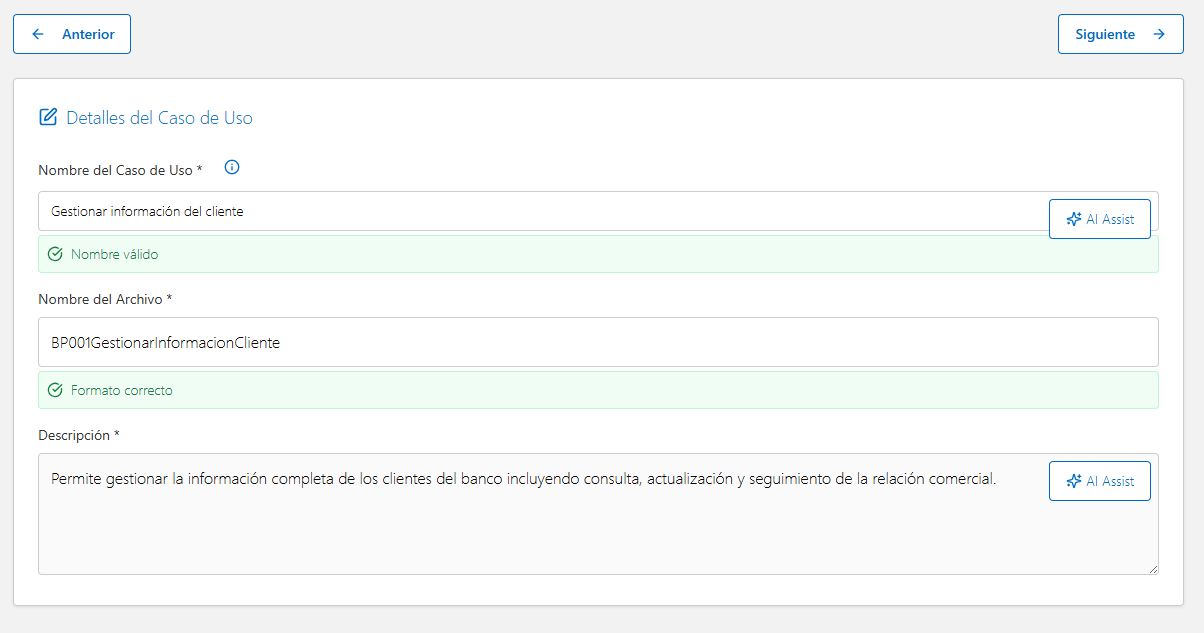 Anterior
Siguiente
Detalles del Caso de Uso
Nombre del Caso de Uso *
Gestionar información del cliente
AI Assist
Nombre válido
Nombre del Archivo *
BP001GestionarInformacionCliente
Formato correcto
Descripción *
Permite gestionar la información completa de los clientes del banco incluyendo consulta, actualización y seguimiento de la relación comercial.
AI Assist